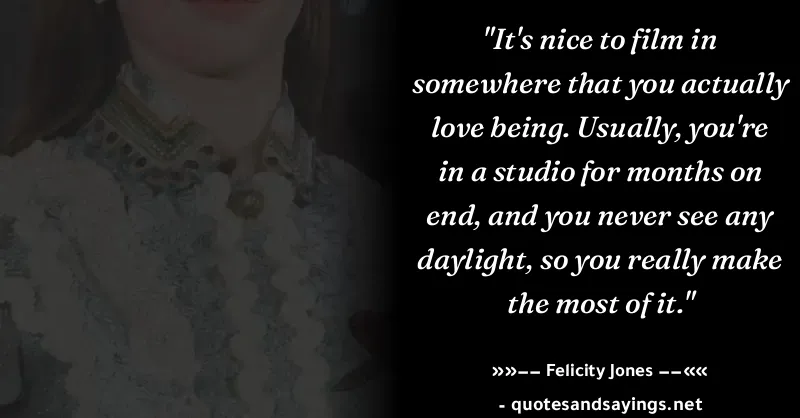 "It's nice to film in
somewhere that you actually
love being. Usually, you're
in a studio for months on
end, and you never see any
daylight, so you really make
the most of it."
»»–– Felicity Jones ––««
- quotesandsayings.net